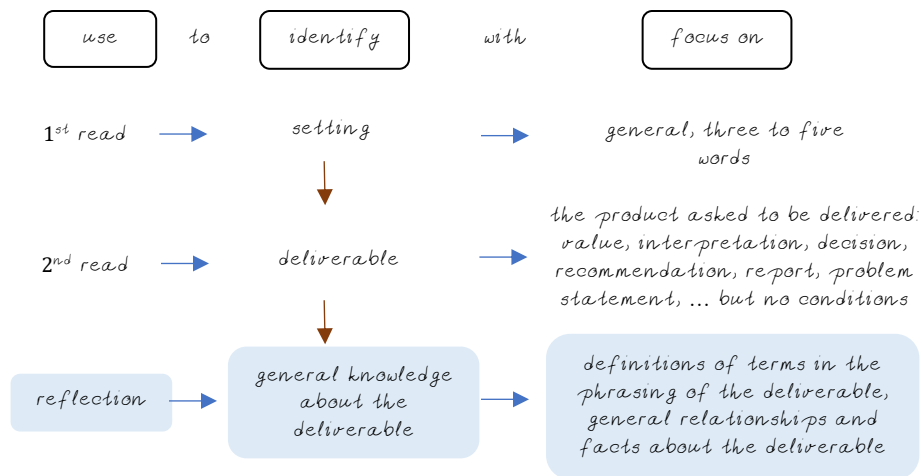 use to identify with focus on
1st read setting general, three to five
words
2nd read deliverable the product asked to be delivered:
value, interpretation, decision,
recommendation, report, problem
statement, ... but no conditions
reflection general knowledge
about the
deliverable
definitions of terms in the
phrasing of the deliverable,
general relationships and
facts about the deliverable